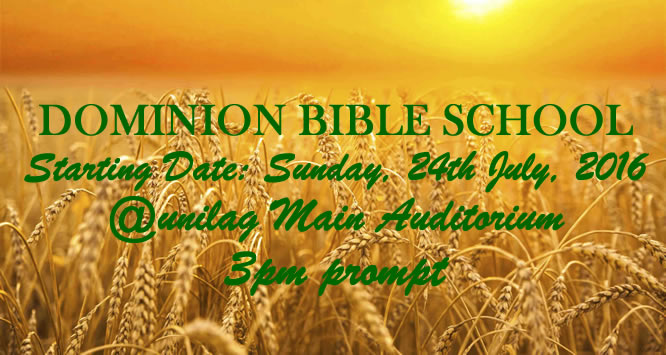 DOMINION BIBLE SCHOOL
Starting Date: Sunday, 24th July, 2016
@unilag Main Auditorium
3pm prompt